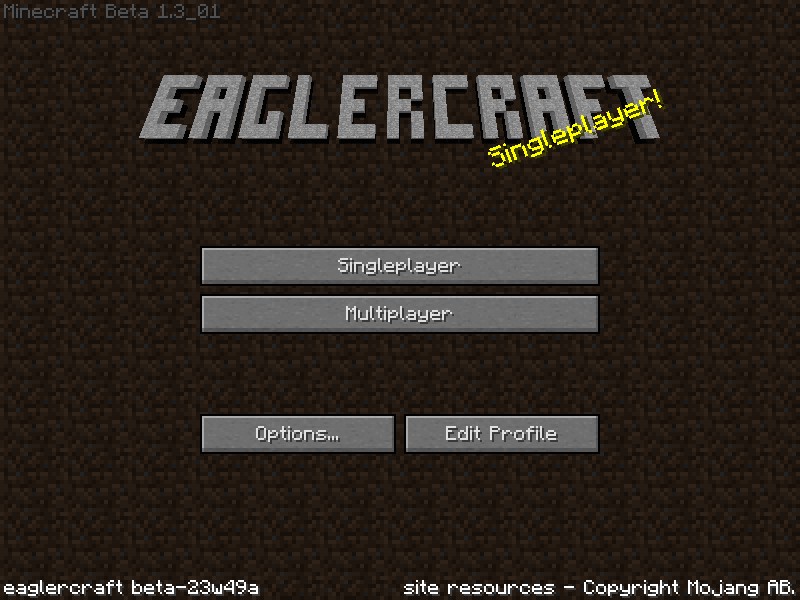 Minecraft Beta 1.3_01
EAGLERCRAFT
Singleplayer!
Singleplayer
Multiplayer
Options...
Edit Profile
eaglercraft beta-23w49a
site resources - Copyright Mojang AB.